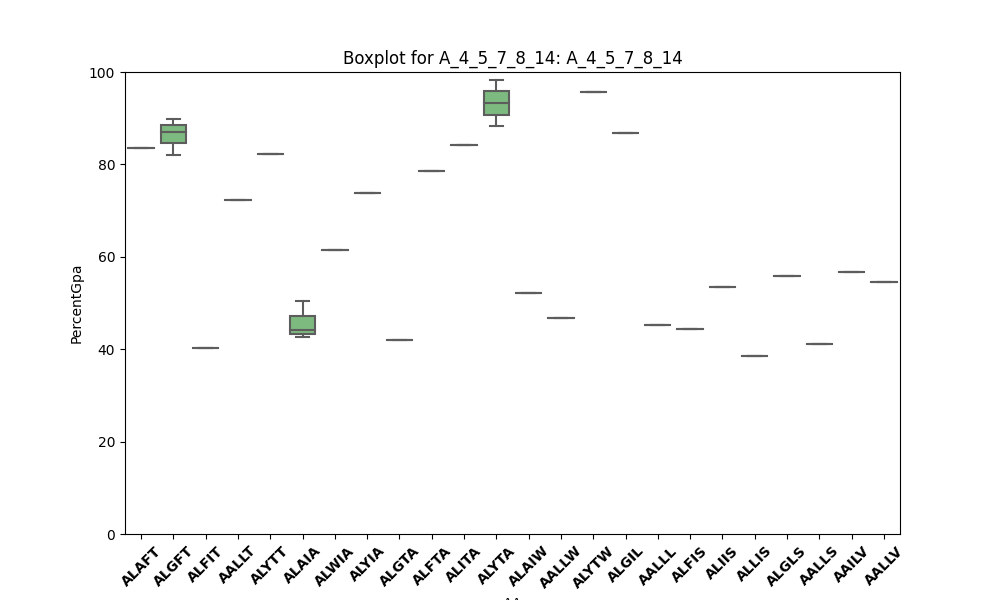 Boxplot for A_4_5_7_8_14: A_4_5_7_8_14
PercentGpa
100
80
60
40
20
0
ALAFT ALGFT ALFIT AALLT ALYTT ALAIA ALWIA ALYIA ALGTA ALFTA ALITA ALYTA ALAIW AALLW ALYTW ALGIL AALLL ALFIS ALIIS ALLIS ALGLS AALLS AAILV AALLV